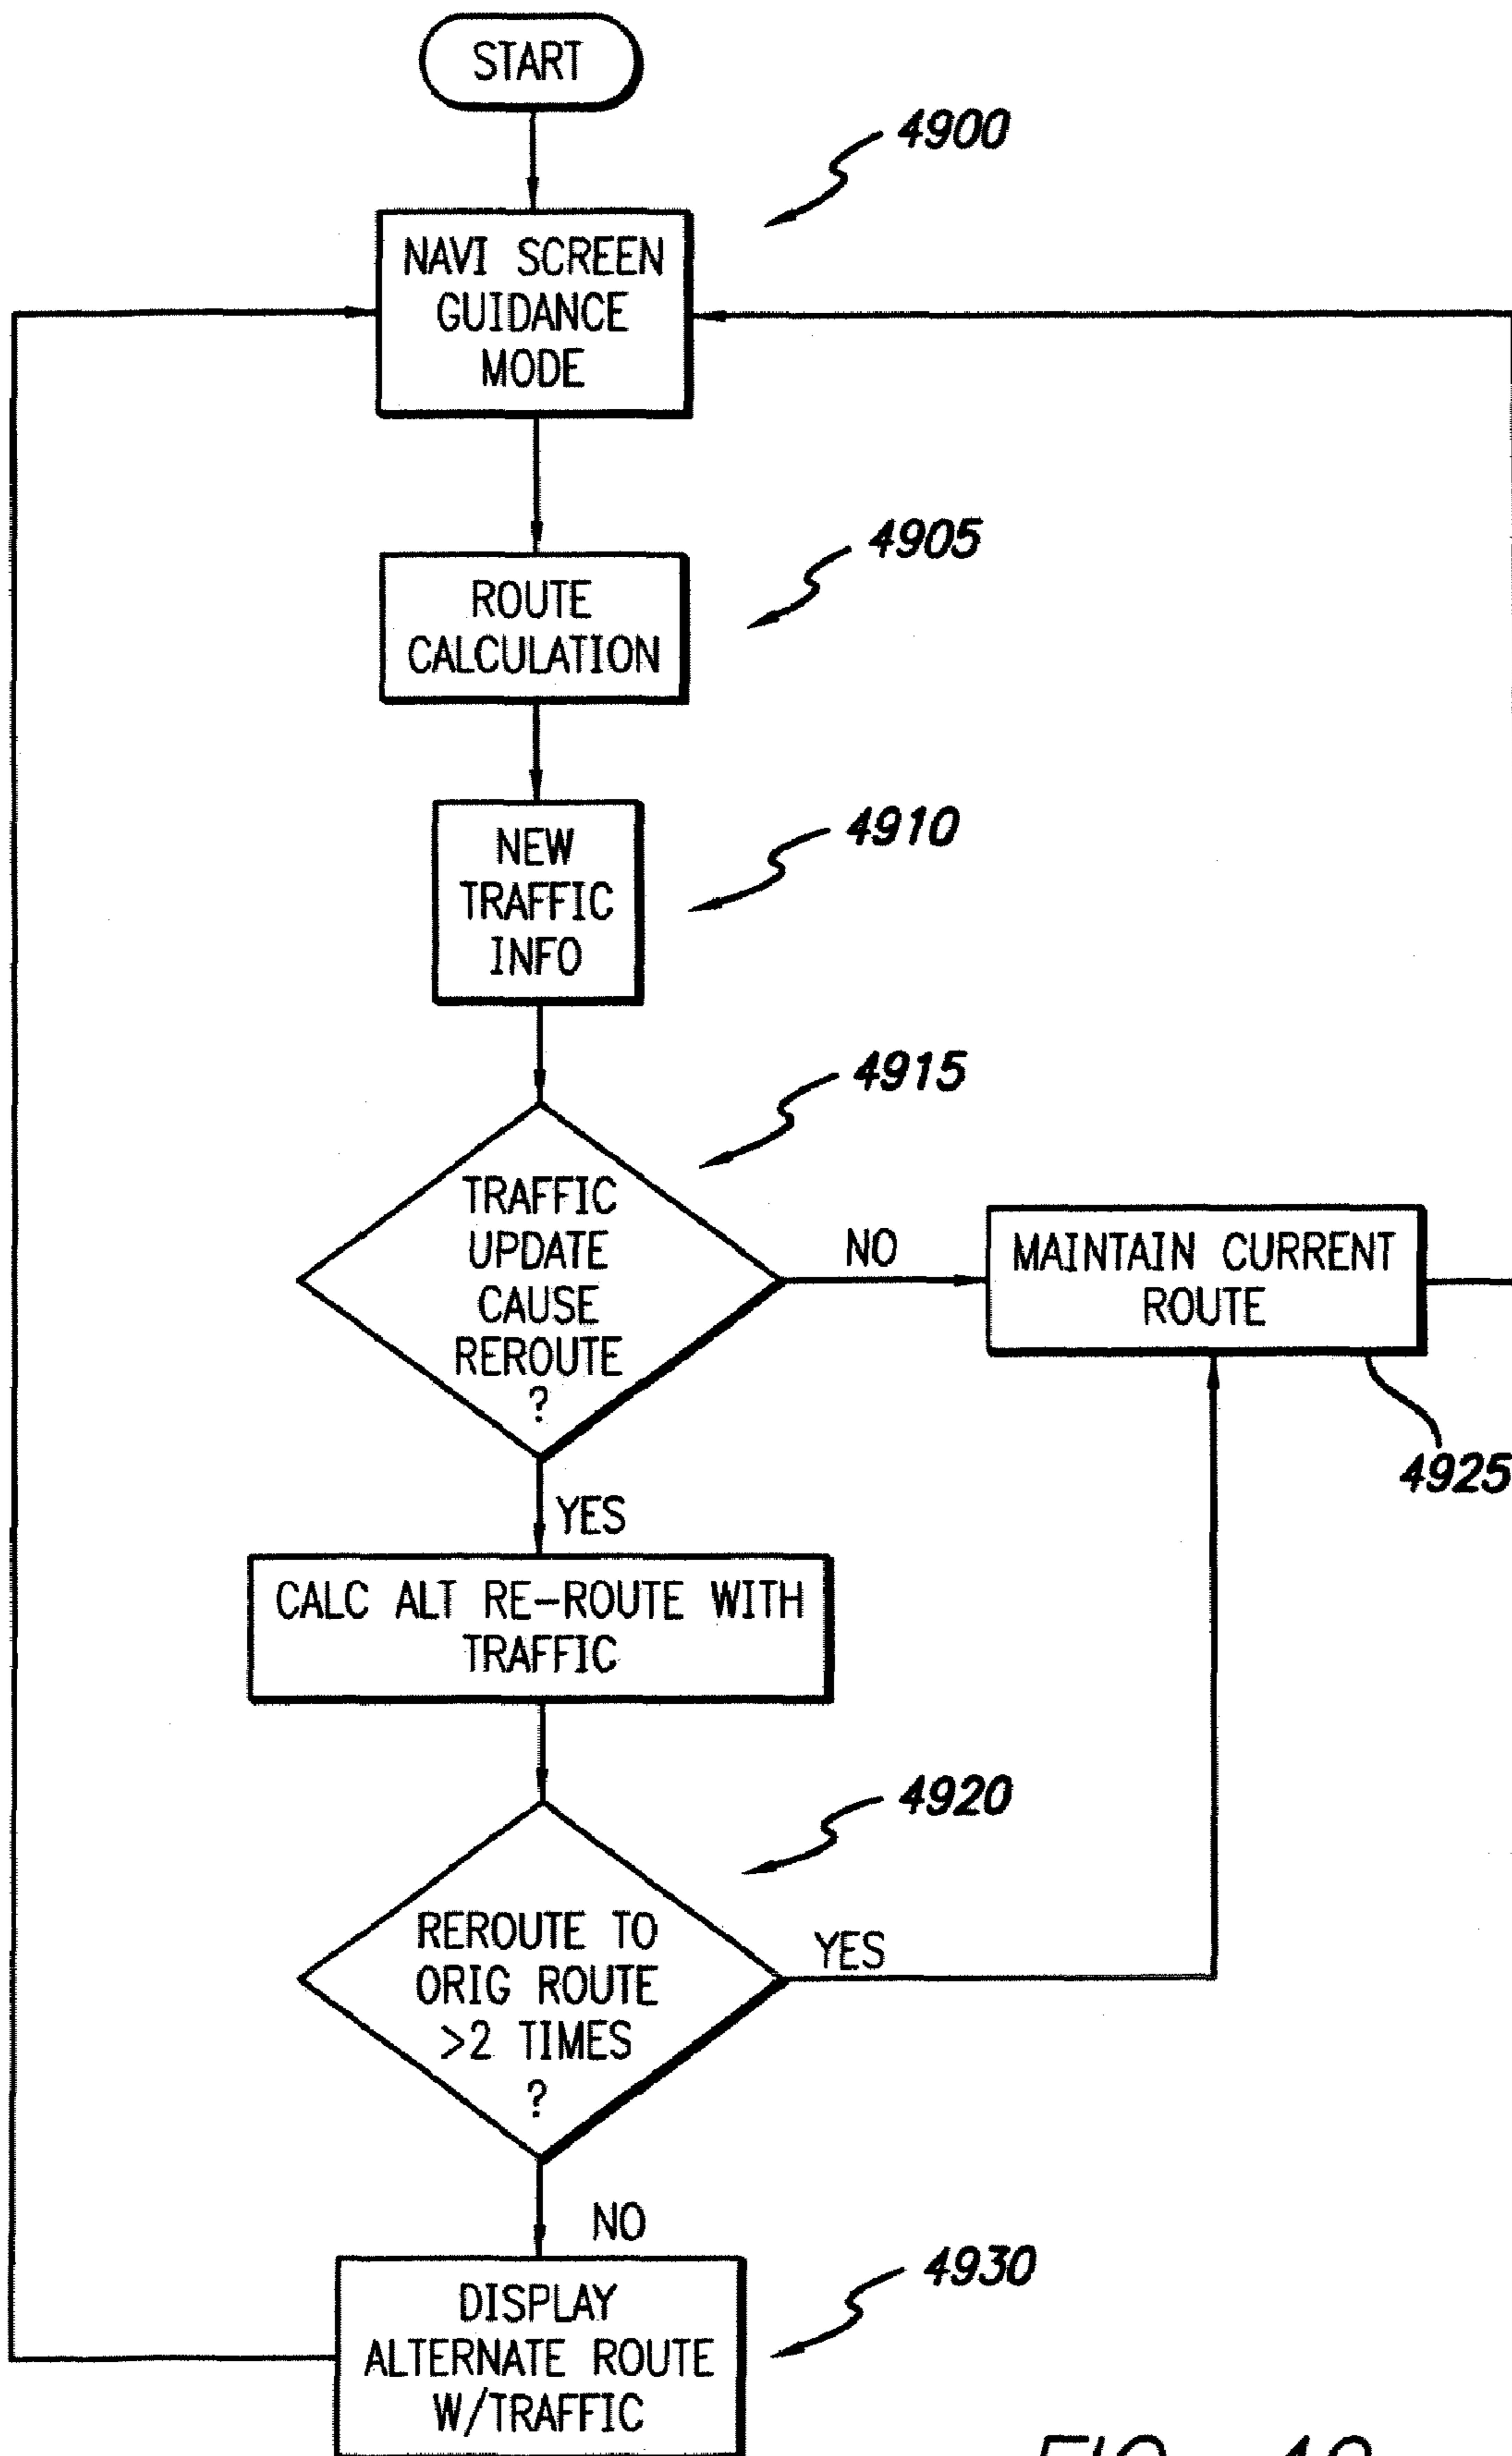 START
4900
NAVI SCREEN
GUIDANCE
MODE
4905
ROUTE
CALCULATION
4910
NEW
TRAFFIC
INFO
4915
TRAFFIC
UPDATE
CAUSE
REROUTE
?
NO
MAINTAIN CURRENT
ROUTE
4925
YES
CALC ALT RE-ROUTE WITH
TRAFFIC
4920
REROUTE TO
ORIG ROUTE
>2 TIMES
?
YES
NO
4930
DISPLAY
ALTERNATE ROUTE
W/TRAFFIC